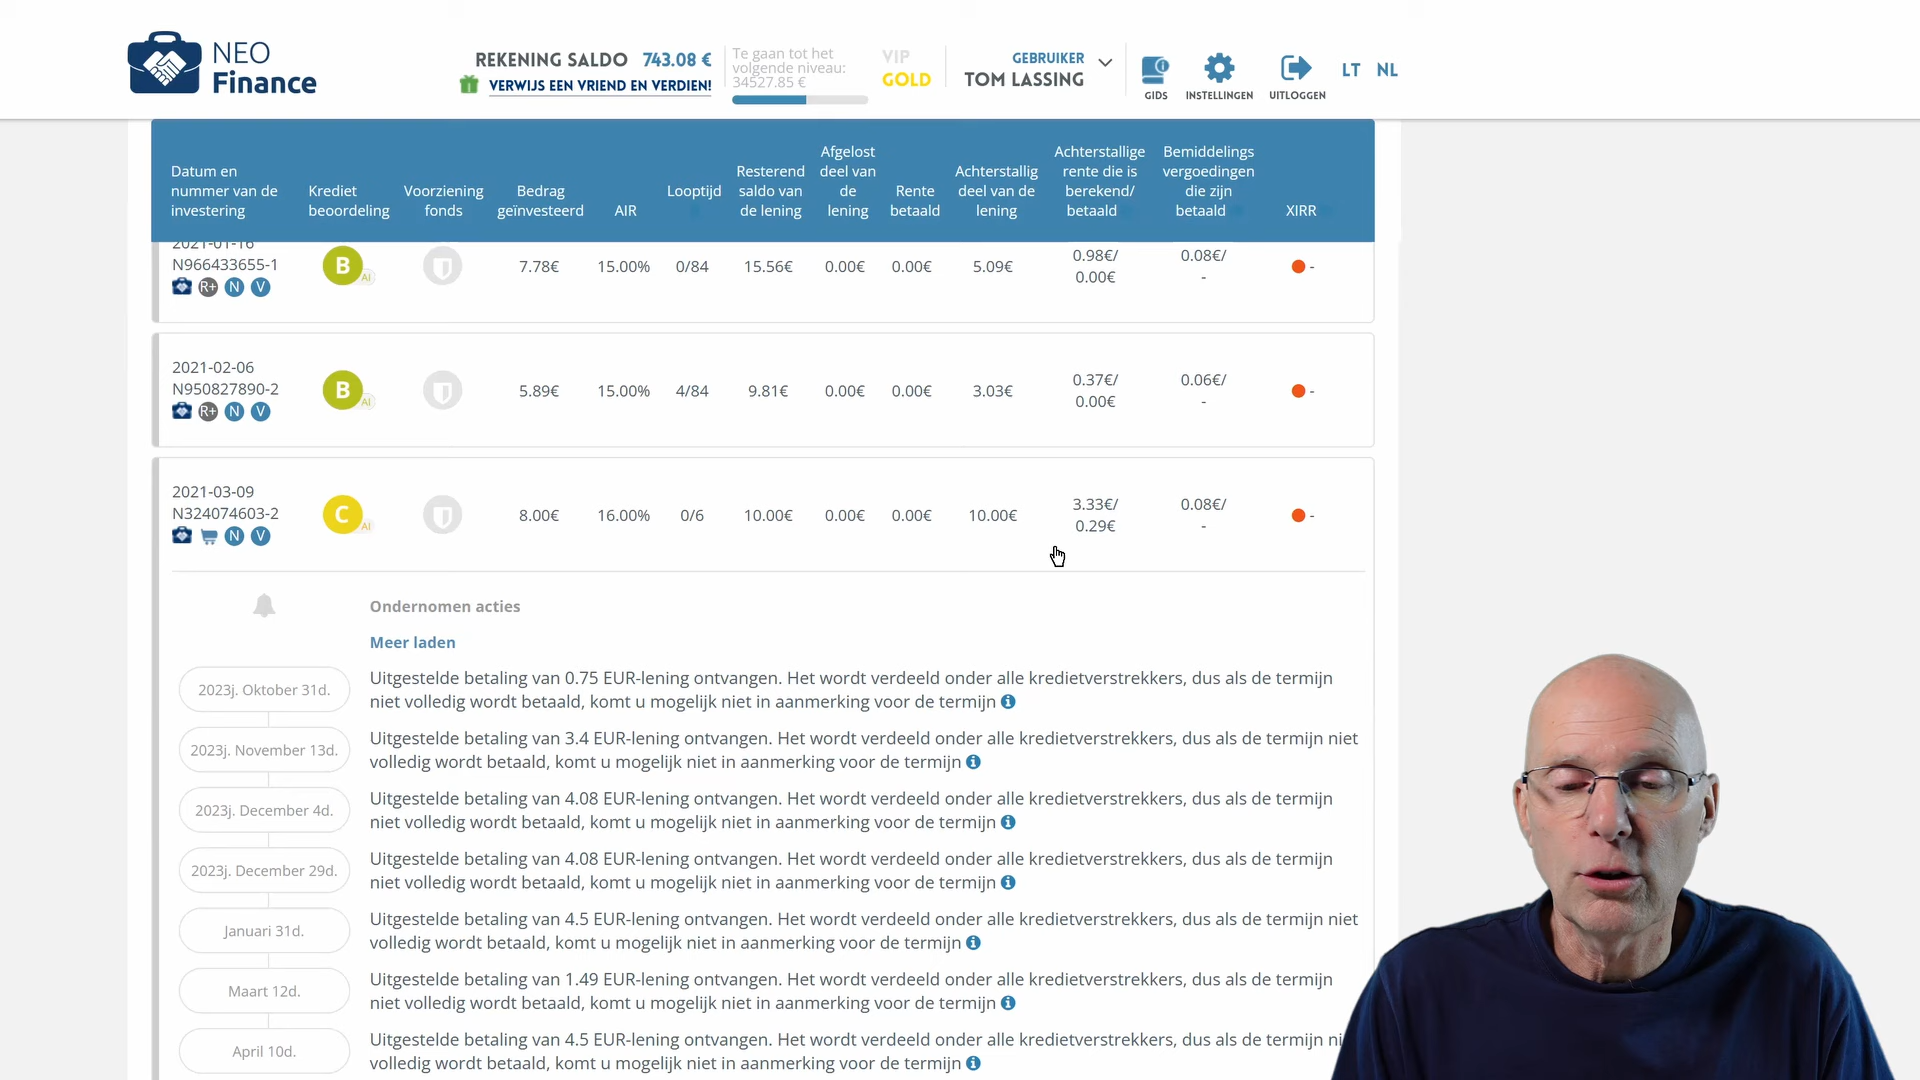 NEO
Finance
REKENING SALDO 743.08 €
VERWIJS EEN VRIEND EN VERDIEN!
Te gaan tot het
volgende niveau:
34527.85 €
VIP
GOLD
GEBRUIKER
TOM LASSING
GIDS
INSTELLINGEN
UITLOGGEN
LT NL
Datum en
nummer van de
investering
Krediet
beoordeling
Voorziening
fonds
Bedrag
geïnvesteerd
AIR
Looptijd
Resterend
saldo van
de lening
Afgelost
deel van
de
lening
Rente
betaald
Achterstallig
deel van de
lening
Achterstallige
rente die is
berekend/
betaald
Bemiddelings
vergoedingen
die zijn
betaald
XIRR
2021-01-16
N966433655-1
R+ N V
B AI
7.78€ 15.00% 0/84 15.56€ 0.00€ 0.00€ 5.09€
0.98€/
0.00€
0.08€/
-
-
2021-02-06
N950827890-2
R+ N V
B AI
5.89€ 15.00% 4/84 9.81€ 0.00€ 0.00€ 3.03€
0.37€/
0.00€
0.06€/
-
-
2021-03-09
N324074603-2
N V
C AI
8.00€ 16.00% 0/6 10.00€ 0.00€ 0.00€ 10.00€
3.33€/
0.29€
0.08€/
-
-
Ondernomen acties
Meer laden
2023j. Oktober 31d.
Uitgestelde betaling van 0.75 EUR-lening ontvangen. Het wordt verdeeld onder alle kredietverstrekkers, dus als de termijn
niet volledig wordt betaald, komt u mogelijk niet in aanmerking voor de termijn
2023j. November 13d.
Uitgestelde betaling van 3.4 EUR-lening ontvangen. Het wordt verdeeld onder alle kredietverstrekkers, dus als de termijn niet
volledig wordt betaald, komt u mogelijk niet in aanmerking voor de termijn
2023j. December 4d.
Uitgestelde betaling van 4.08 EUR-lening ontvangen. Het wordt verdeeld onder alle kredietverstrekkers, dus als de termijn
niet volledig wordt betaald, komt u mogelijk niet in aanmerking voor de termijn
2023j. December 29d.
Uitgestelde betaling van 4.08 EUR-lening ontvangen. Het wordt verdeeld onder alle kredietverstrekkers, dus als de termijn
niet volledig wordt betaald, komt u mogelijk niet in aanmerking voor de termijn
Januari 31d.
Uitgestelde betaling van 4.5 EUR-lening ontvangen. Het wordt verdeeld onder alle kredietverstrekkers, dus als de termijn niet
volledig wordt betaald, komt u mogelijk niet in aanmerking voor de termijn
Maart 12d.
Uitgestelde betaling van 1.49 EUR-lening ontvangen. Het wordt verdeeld onder alle kredietverstrekkers, dus als de termijn
niet volledig wordt betaald, komt u mogelijk niet in aanmerking voor de termijn
April 10d.
Uitgestelde betaling van 4.5 EUR-lening ontvangen. Het wordt verdeeld onder alle kredietverstrekkers, dus als de termijn ni
volledig wordt betaald, komt u mogelijk niet in aanmerking voor de termijn